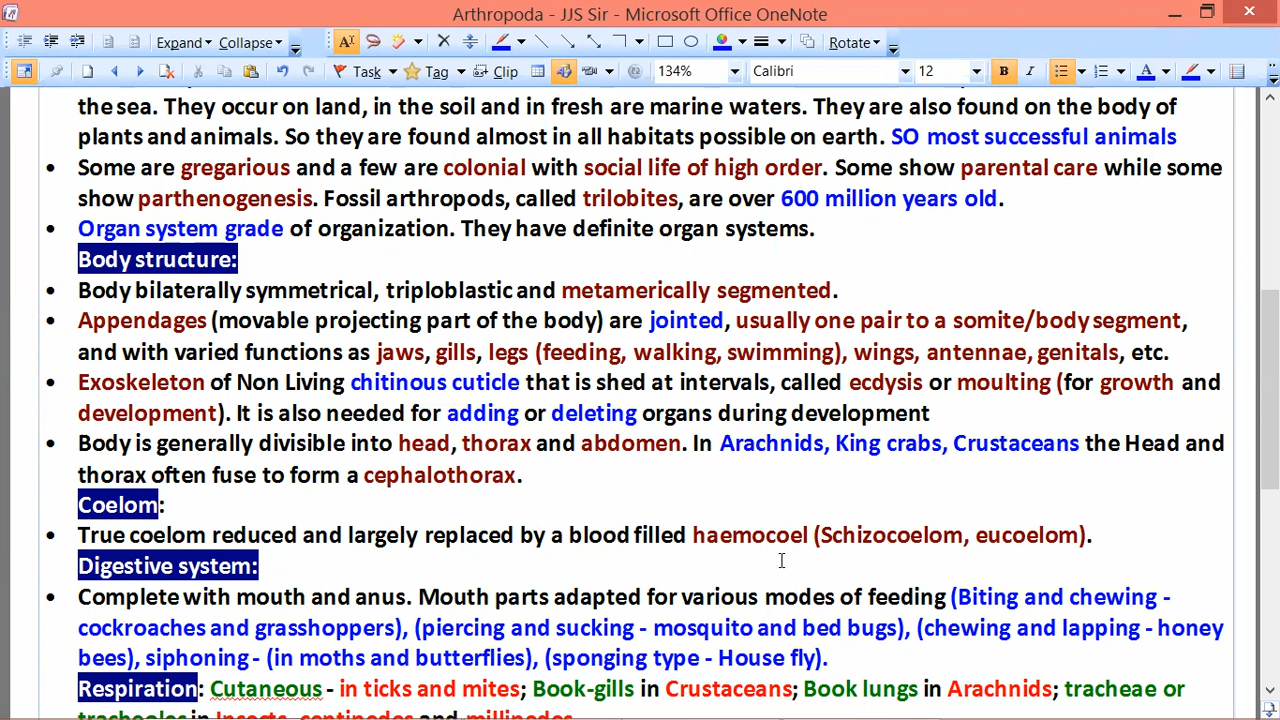 Arthropoda - JJS Sir - Microsoft Office OneNote
Expand Collapse Rotate
Task Tag Clip 134% Calibri 12 B I A
the sea. They occur on land, in the soil and in fresh are marine waters. They are also found on the body of
plants and animals. So they are found almost in all habitats possible on earth. SO most successful animals
• Some are gregarious and a few are colonial with social life of high order. Some show parental care while some
show parthenogenesis. Fossil arthropods, called trilobites, are over 600 million years old.
• Organ system grade of organization. They have definite organ systems.
Body structure:
• Body bilaterally symmetrical, triploblastic and metamerically segmented.
• Appendages (movable projecting part of the body) are jointed, usually one pair to a somite/body segment,
and with varied functions as jaws, gills, legs (feeding, walking, swimming), wings, antennae, genitals, etc.
• Exoskeleton of Non Living chitinous cuticle that is shed at intervals, called ecdysis or moulting (for growth and
development). It is also needed for adding or deleting organs during development
• Body is generally divisible into head, thorax and abdomen. In Arachnids, King crabs, Crustaceans the Head and
thorax often fuse to form a cephalothorax.
Coelom:
• True coelom reduced and largely replaced by a blood filled haemocoel (Schizocoelom, eucoelom).
Digestive system:
• Complete with mouth and anus. Mouth parts adapted for various modes of feeding (Biting and chewing -
cockroaches and grasshoppers), (piercing and sucking - mosquito and bed bugs), (chewing and lapping - honey
bees), siphoning - (in moths and butterflies), (sponging type - House fly).
Respiration: Cutaneous - in ticks and mites; Book-gills in Crustaceans; Book lungs in Arachnids; tracheae or
tracheoles in Insects, centipedes and millipedes